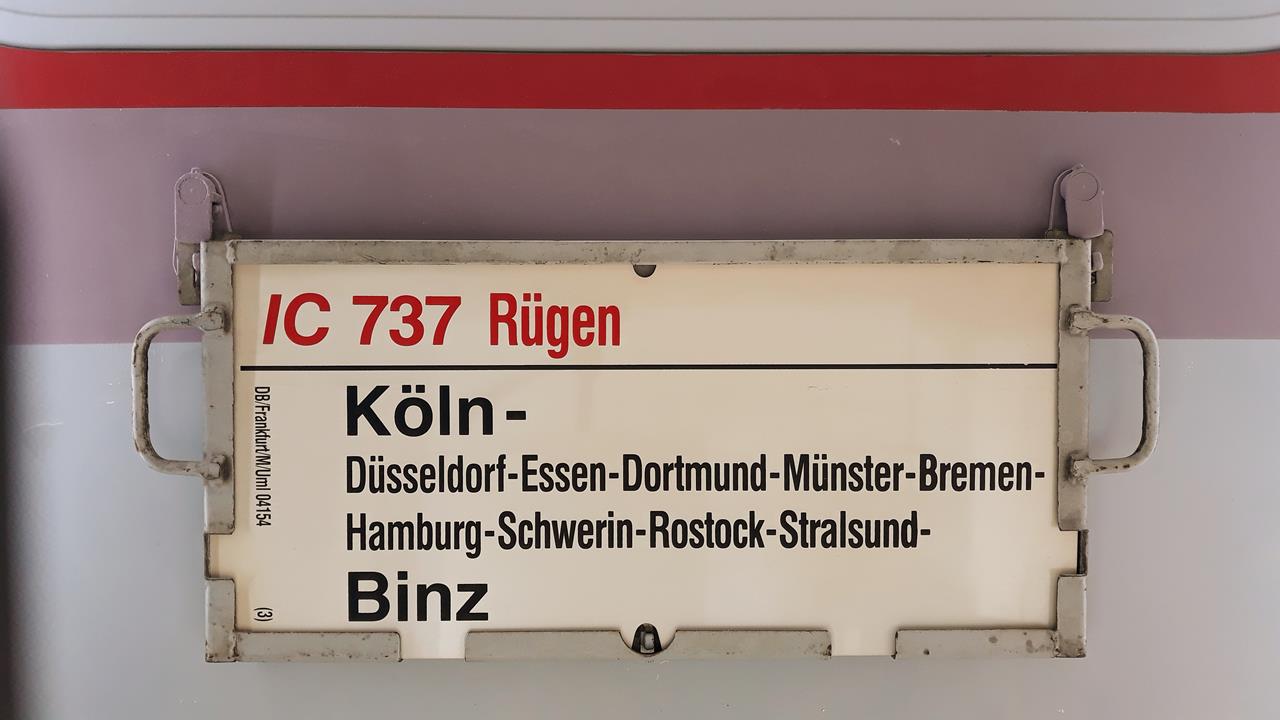 IC 737 Rügen
Köln-
Düsseldorf-Essen-Dortmund-Münster-Bremen-
Hamburg-Schwerin-Rostock-Stralsund-
Binz
DB/Frankfurt/M/Uml 04154
(3)